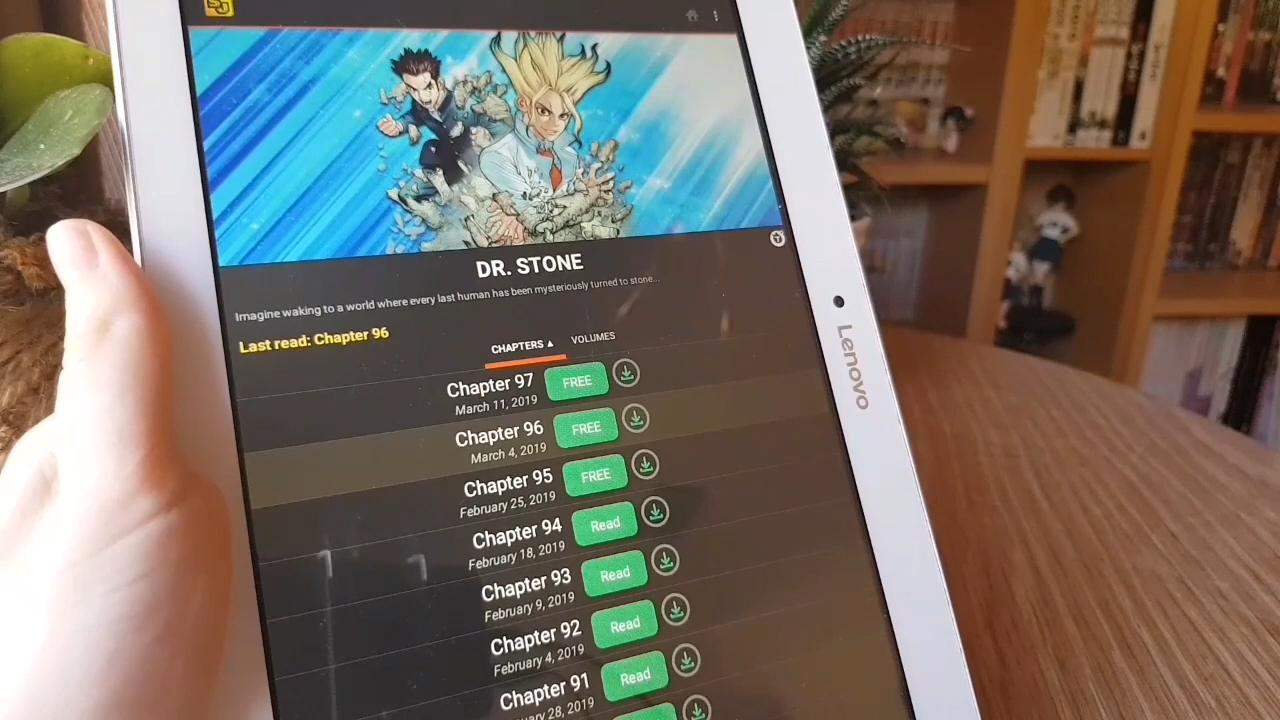 SJ
DR. STONE
Imagine waking to a world where every last human has been mysteriously turned to stone...
Last read: Chapter 96
CHAPTERS ▲ VOLUMES
Chapter 97 FREE
March 11, 2019
Chapter 96 FREE
March 4, 2019
Chapter 95 FREE
February 25, 2019
Chapter 94 Read
February 18, 2019
Chapter 93 Read
February 9, 2019
Chapter 92 Read
February 4, 2019
Chapter 91 Read
28, 2019
Lenovo